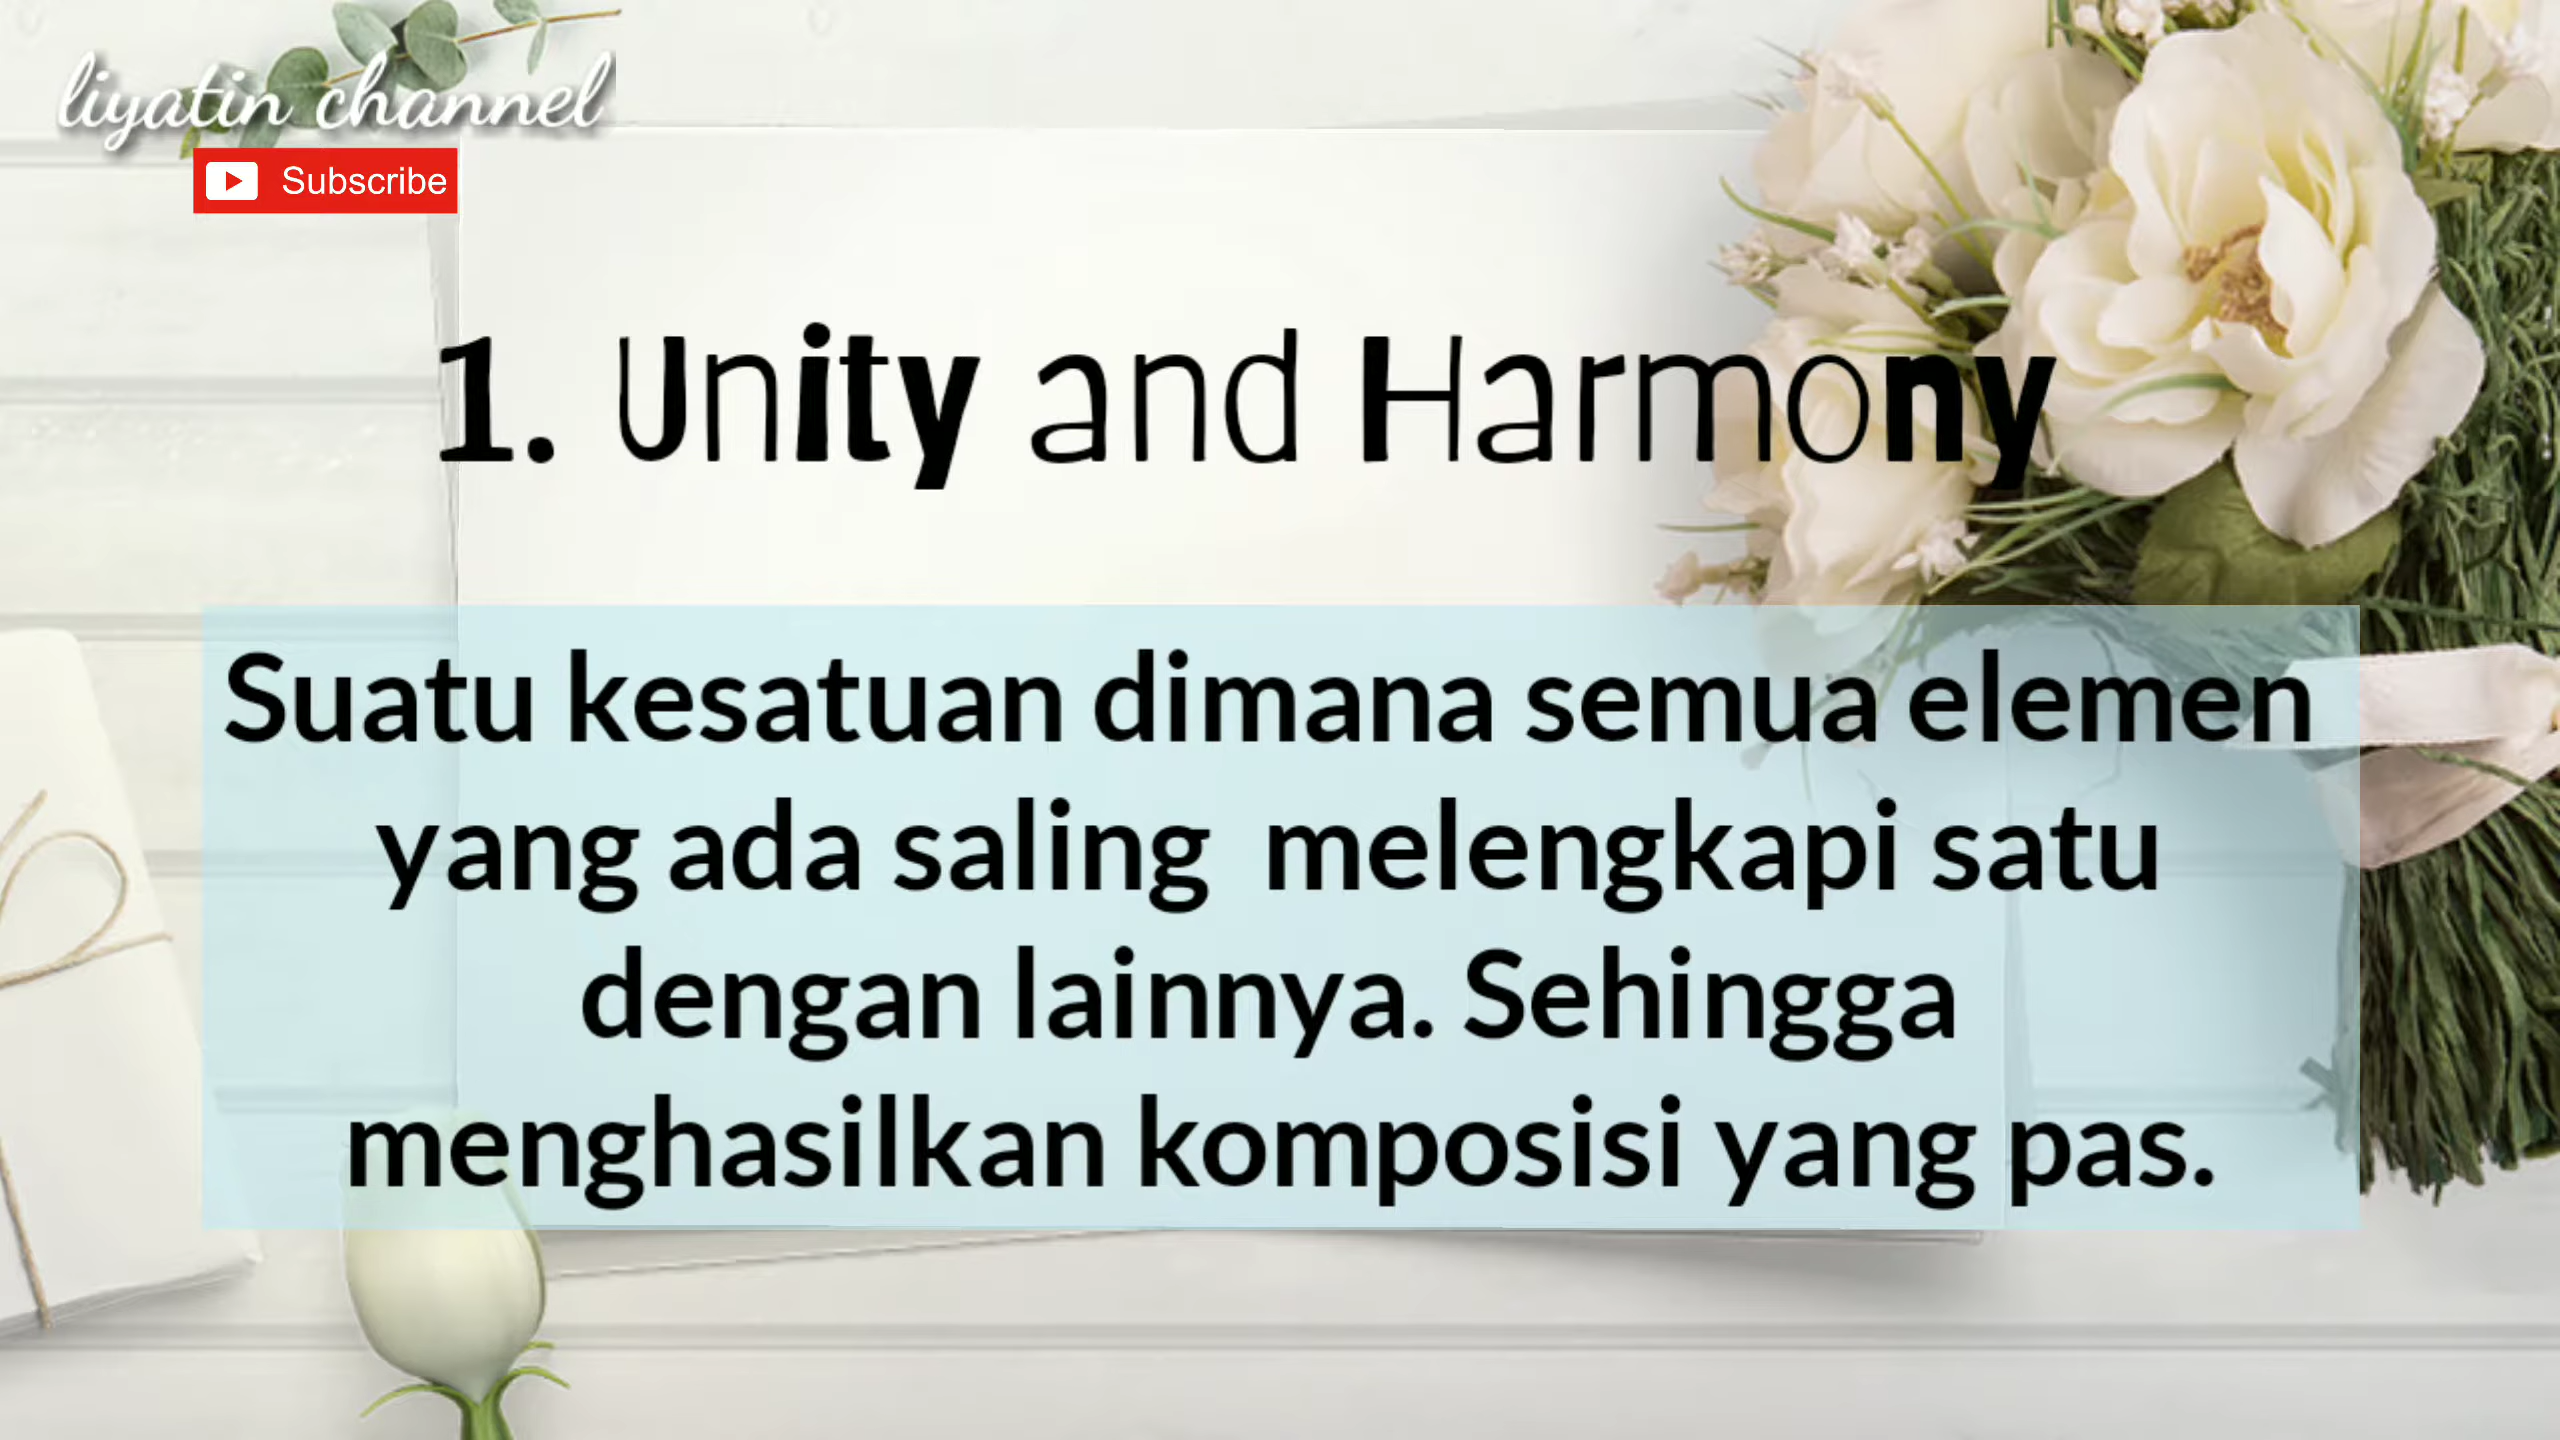 liyatin channel
Subscribe
1. Unity and Harmony
Suatu kesatuan dimana semua elemen
yang ada saling melengkapi satu
dengan lainnya. Sehingga
menghasilkan komposisi yang pas.